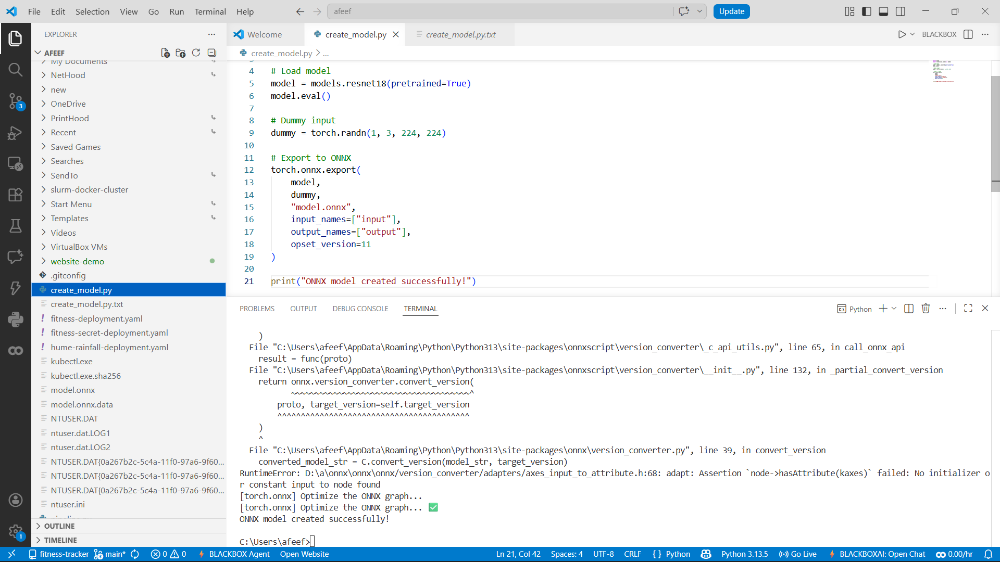 File Edit Selection View Go Run Terminal Help
afeef
Update
EXPLORER
AFEEF
My Documents
NetHood
new
OneDrive
PrintHood
Recent
Saved Games
Searches
SendTo
slurm-docker-cluster
Start Menu
Templates
Videos
VirtualBox VMs
website-demo
.gitconfig
create_model.py
create_model.py.txt
! fitness-deployment.yaml
! fitness-secret-deployment.yaml
! hume-rainfall-deployment.yaml
kubectl.exe
kubectl.exe.sha256
model.onnx
model.onnx.data
NTUSER.DAT
ntuser.dat.LOG1
ntuser.dat.LOG2
NTUSER.DAT{0a267b2c-5c4a-11f0-97a6-9f60...
NTUSER.DAT{0a267b2c-5c4a-11f0-97a6-9f60...
NTUSER.DAT{0a267b2c-5c4a-11f0-97a6-9f60...
ntuser.ini
OUTLINE
TIMELINE
3
1
Welcome create_model.py create_model.py.txt
BLACKBOX
create_model.py > ...
4 # Load model
5 model = models.resnet18(pretrained=True)
6 model.eval()
7
8 # Dummy input
9 dummy = torch.randn(1, 3, 224, 224)
10
11 # Export to ONNX
12 torch.onnx.export(
13 model,
14 dummy,
15 "model.onnx",
16 input_names=["input"],
17 output_names=["output"],
18 opset_version=11
19 )
20
21 print("ONNX model created successfully!")
PROBLEMS OUTPUT DEBUG CONSOLE TERMINAL
Python
)
File "C:\Users\afeef\AppData\Roaming\Python\Python313\site-packages\onnxscript\version_converter\_c_api_utils.py", line 65, in call_onnx_api
result = func(proto)
File "C:\Users\afeef\AppData\Roaming\Python\Python313\site-packages\onnxscript\version_converter\__init__.py", line 132, in _partial_convert_version
return onnx.version_converter.convert_version(
~~~~~~~~~~~~~~~~~~~~~~~~~~~~~~~~~~~~~~^
proto, target_version=self.target_version
^^^^^^^^^^^^^^^^^^^^^^^^^^^^^^^^^^^^^^^^^
)
^
File "C:\Users\afeef\AppData\Roaming\Python\Python313\site-packages\onnx\version_converter.py", line 39, in convert_version
converted_model_str = C.convert_version(model_str, target_version)
RuntimeError: D:\a\onnx\onnx\onnx/version_converter/adapters/axes_input_to_attribute.h:68: adapt: Assertion `node->hasAttribute(kaxes)` failed: No initializer o
r constant input to node found
[torch.onnx] Optimize the ONNX graph...
[torch.onnx] Optimize the ONNX graph... ✅
ONNX model created successfully!
C:\Users\afeef>
fitness-tracker main* 0 0 BLACKBOX Agent Open Website Ln 21, Col 42 Spaces: 4 UTF-8 CRLF { } Python Python 3.13.5 Go Live BLACKBOXAI: Open Chat 0.00/hr